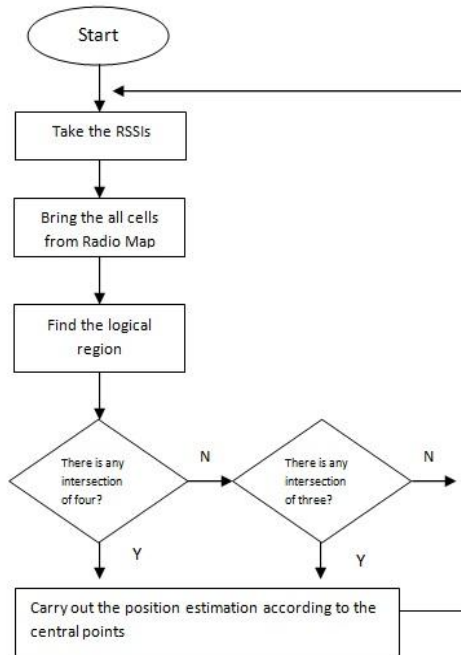 Start
Take the RSSIs
Bring the all cells
from Radio Map
Find the logical
region
There is any
intersection
of four?
N
There is any
intersection
of three?
N
Y
Y
Carry out the position estimation according to the
central points